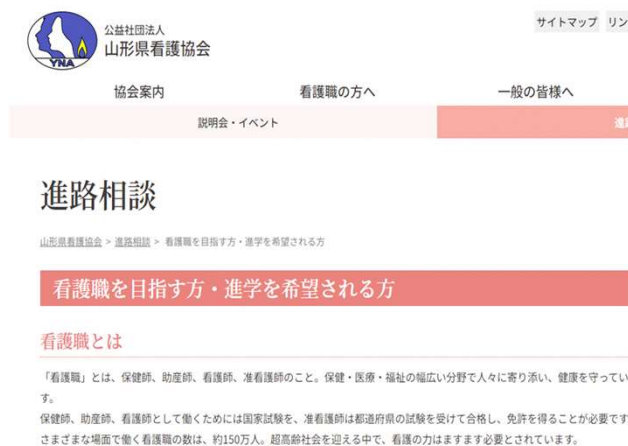 公益社団法人
山形県看護協会
YNA
サイトマップ リン
協会案内 看護職の方へ 一般の皆様へ
説明会・イベント 進路
進路相談
山形県看護協会 > 進路相談 > 看護職を目指す方・進学を希望される方
看護職を目指す方・進学を希望される方
看護職とは
「看護職」とは、保健師、助産師、看護師、准看護師のこと。保健・医療・福祉の幅広い分野で人々に寄り添い、健康を守ってい
す。
保健師、助産師、看護師として働くためには国家試験を、准看護師は都道府県の試験を受けて合格し、免許を得ることが必要です
さまざまな場面で働く看護職の数は、約150万人。超高齢社会を迎える中で、看護の力はますます必要とされています。